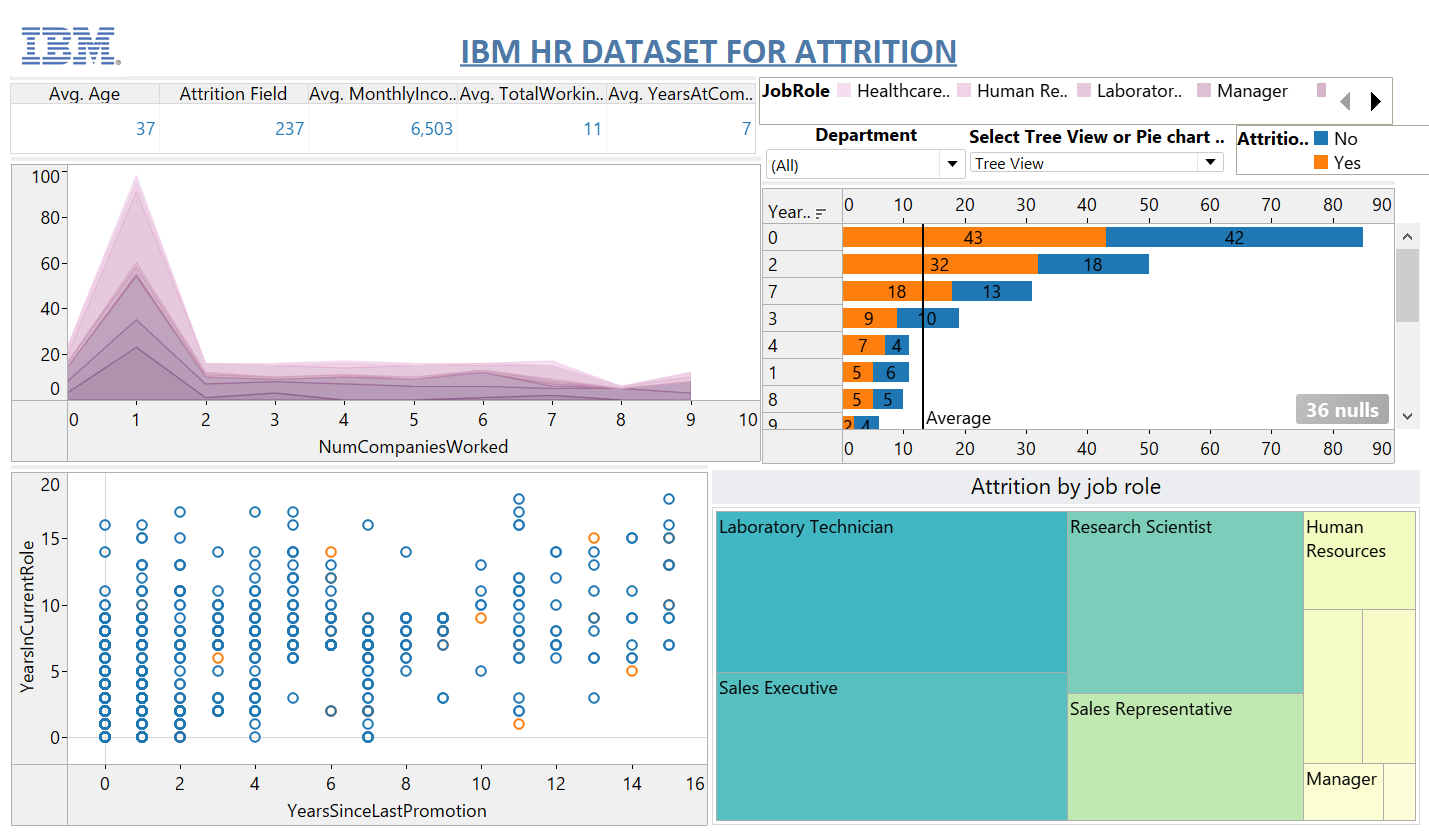 IBM
IBM HR DATASET FOR ATTRITION
Avg. Age Attrition Field Avg. MonthlyInco.. Avg. TotalWorkin.. Avg. YearsAtCom..
37 237 6,503 11 7
JobRole Healthcare.. Human Re.. Laborator.. Manager
Department Select Tree View or Pie chart .. Attritio.. No
(All) Tree View Yes
100
80
60
40
20
0
0 1 2 3 4 5 6 7 8 9 10
NumCompaniesWorked
Year.. 0 10 20 30 40 50 60 70 80 90
0 43 42
2 32 18
7 18 13
3 9 10
4 7 4
1 5 6
8 5 5
9 2 4
36 nulls
Average
0 10 20 30 40 50 60 70 80 90
20
15
10
5
0
YearsInCurrentRole
0 2 4 6 8 10 12 14 16
YearsSinceLastPromotion
Attrition by job role
Laboratory Technician
Research Scientist
Human
Resources
Sales Executive
Sales Representative
Manager